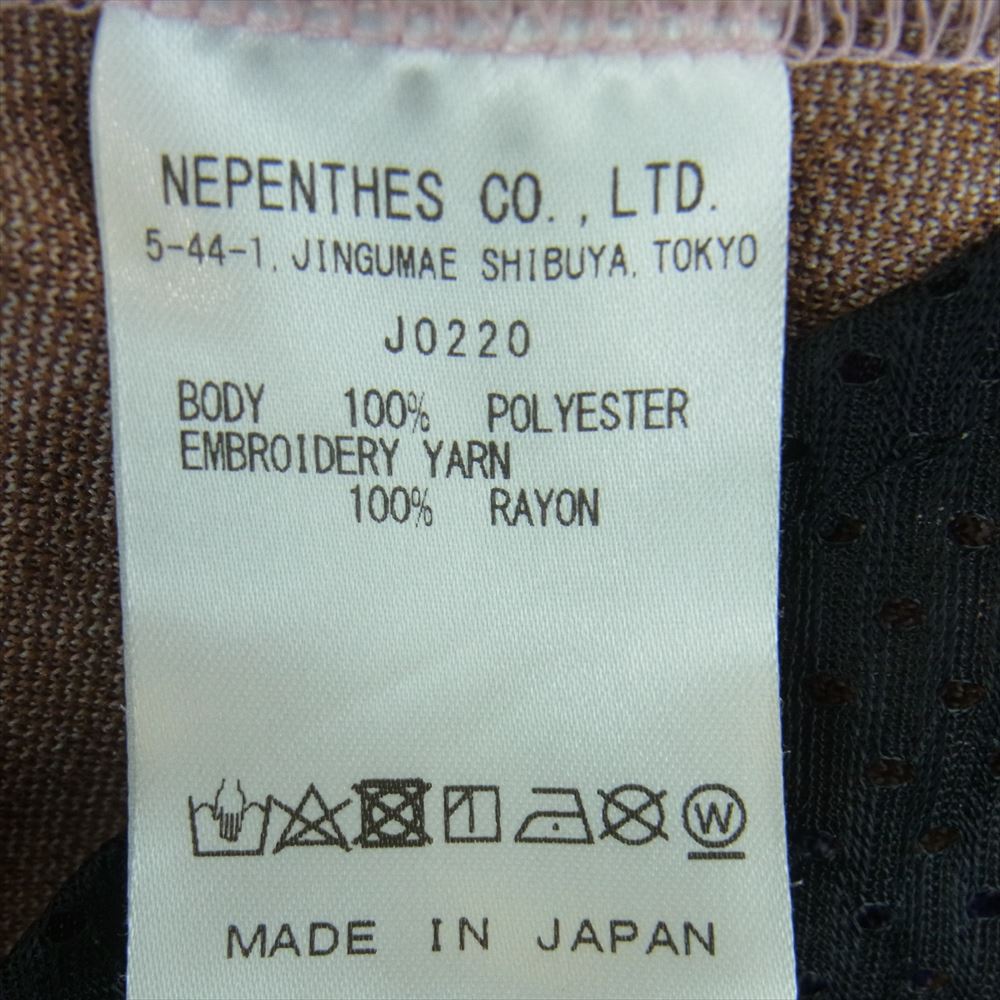 NEPENTHES CO.,LTD.
5-44-1, JINGUMAE SHIBUYA, TOKYO
J0220
BODY 100% POLYESTER
EMBROIDERY YARN
100% RAYON
W
MADE IN JAPAN